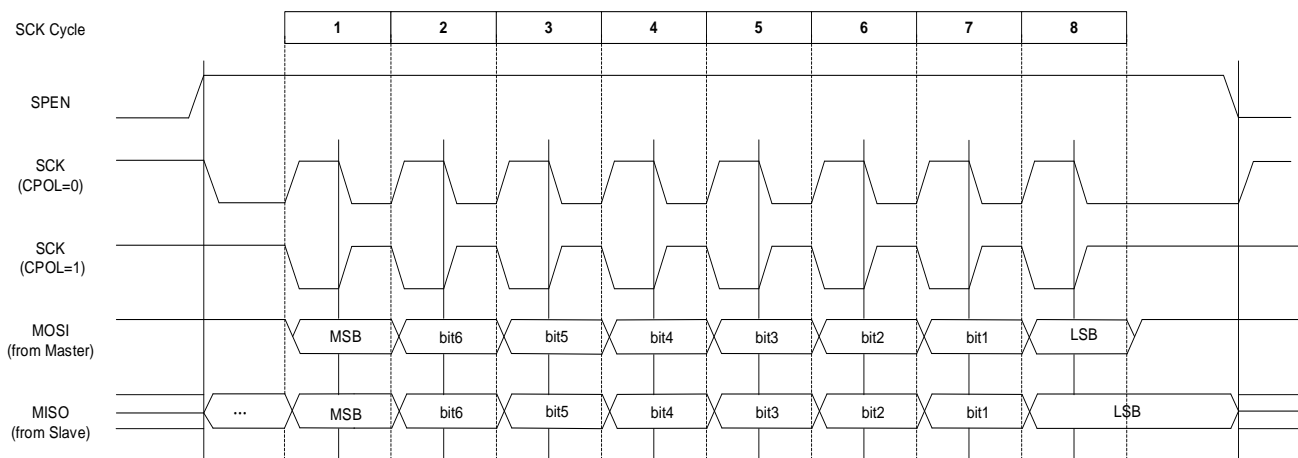 SCK Cycle 1 2 3 4 5 6 7 8
SPEN
SCK
(CPOL=0)
SCK
(CPOL=1)
MOSI
(from Master)
MSB bit6 bit5 bit4 bit3 bit2 bit1 LSB
MISO
(from Slave)
... MSB bit6 bit5 bit4 bit3 bit2 bit1 LSB